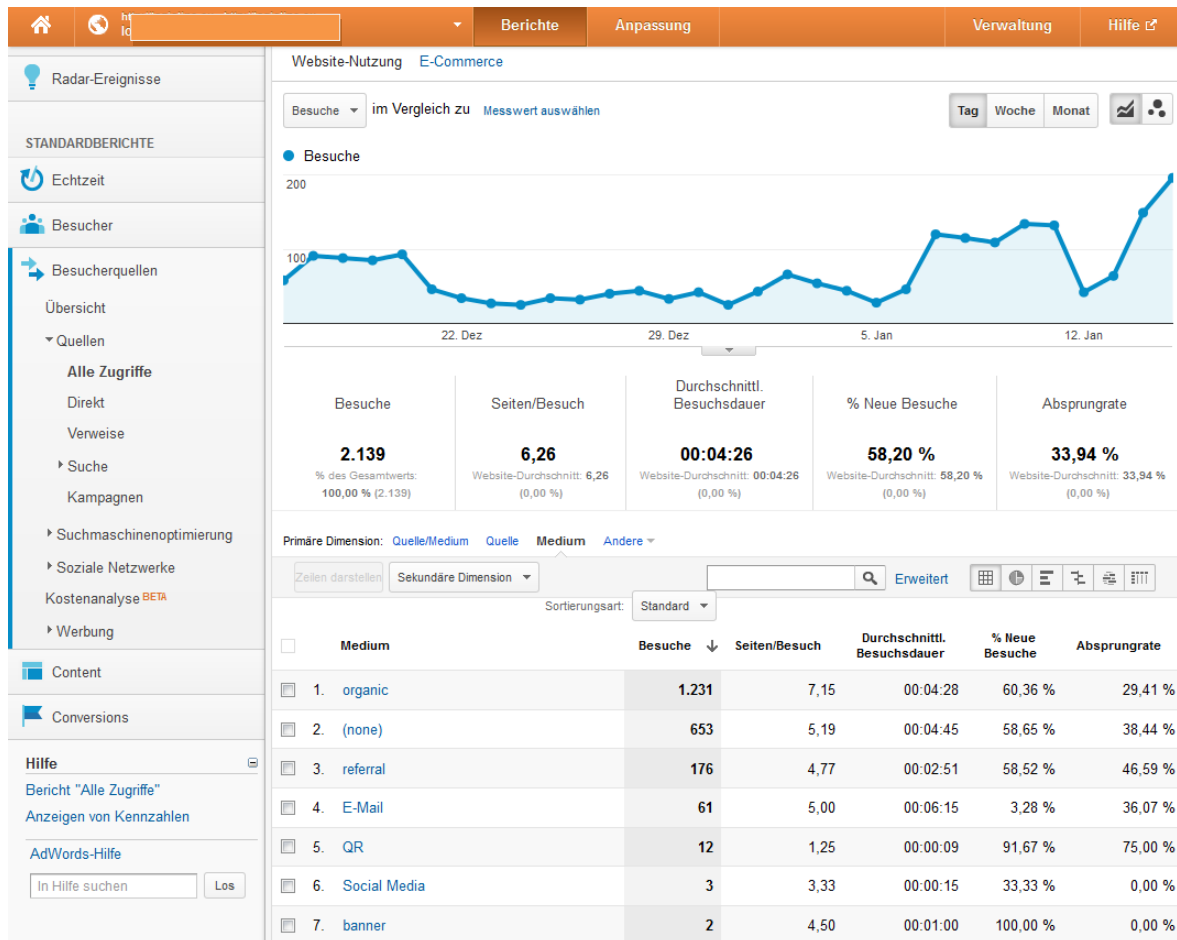 Berichte
Anpassung
Verwaltung
Hilfe
Radar-Ereignisse
STANDARDBERICHTE
Echtzeit
Besucher
Besucherquellen
Übersicht
Quellen
Alle Zugriffe
Direkt
Verweise
Suche
Kampagnen
Suchmaschinenoptimierung
Soziale Netzwerke
Kostenanalyse BETA
Werbung
Content
Conversions
Hilfe
Bericht "Alle Zugriffe"
Anzeigen von Kennzahlen
AdWords-Hilfe
In Hilfe suchen Los
Website-Nutzung E-Commerce
Besuche im Vergleich zu Messwert auswählen Tag Woche Monat
Besuche
200
100
22. Dez 29. Dez 5. Jan 12. Jan
Besuche
2.139
% des Gesamtwerts:
100,00 % (2.139)
Seiten/Besuch
6,26
Website-Durchschnitt: 6,26
(0,00 %)
Durchschnittl.
Besuchsdauer
00:04:26
Website-Durchschnitt: 00:04:26
(0,00 %)
% Neue Besuche
58,20 %
Website-Durchschnitt: 58,20 %
(0,00 %)
Absprungrate
33,94 %
Website-Durchschnitt: 33,94 %
(0,00 %)
Primäre Dimension: Quelle/Medium Quelle Medium Andere
Zeilen darstellen Sekundäre Dimension Erweitert
Sortierungsart: Standard
Medium Besuche Seiten/Besuch Durchschnittl. Besuchsdauer % Neue Besuche Absprungrate
1. organic 1.231 7,15 00:04:28 60,36 % 29,41 %
2. (none) 653 5,19 00:04:45 58,65 % 38,44 %
3. referral 176 4,77 00:02:51 58,52 % 46,59 %
4. E-Mail 61 5,00 00:06:15 3,28 % 36,07 %
5. QR 12 1,25 00:00:09 91,67 % 75,00 %
6. Social Media 3 3,33 00:00:15 33,33 % 0,00 %
7. banner 2 4,50 00:01:00 100,00 % 0,00 %